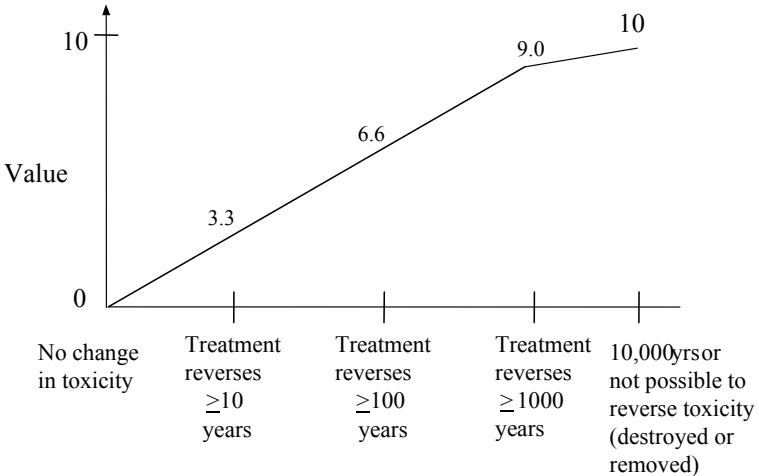 10
10
9.0
6.6
Value
3.3
0
No change
in toxicity
Treatment
reverses
≥10
years
Treatment
reverses
≥100
years
Treatment
reverses
≥1000
years
10,000yrsor
not possible to
reverse toxicity
(destroyed or
removed)